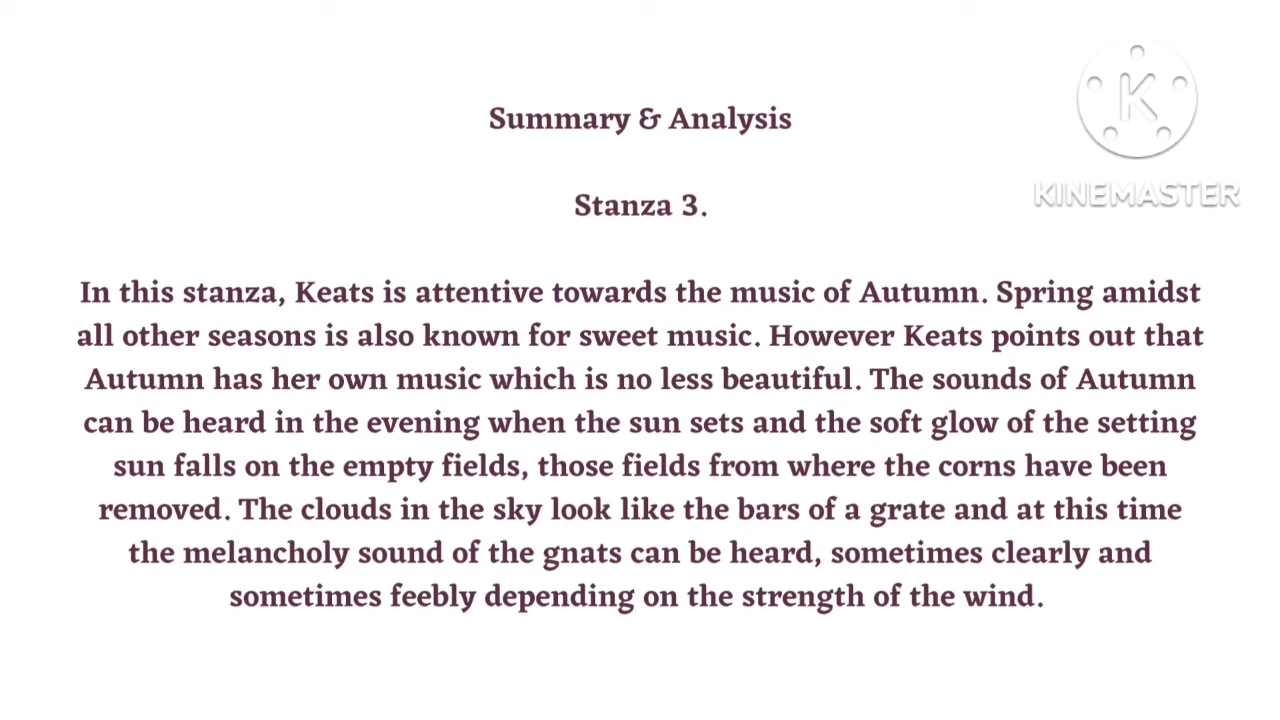 Summary & Analysis
K
KINEMASTER
Stanza 3.
In this stanza, Keats is attentive towards the music of Autumn. Spring amidst
all other seasons is also known for sweet music. However Keats points out that
Autumn has her own music which is no less beautiful. The sounds of Autumn
can be heard in the evening when the sun sets and the soft glow of the setting
sun falls on the empty fields, those fields from where the corns have been
removed. The clouds in the sky look like the bars of a grate and at this time
the melancholy sound of the gnats can be heard, sometimes clearly and
sometimes feebly depending on the strength of the wind.